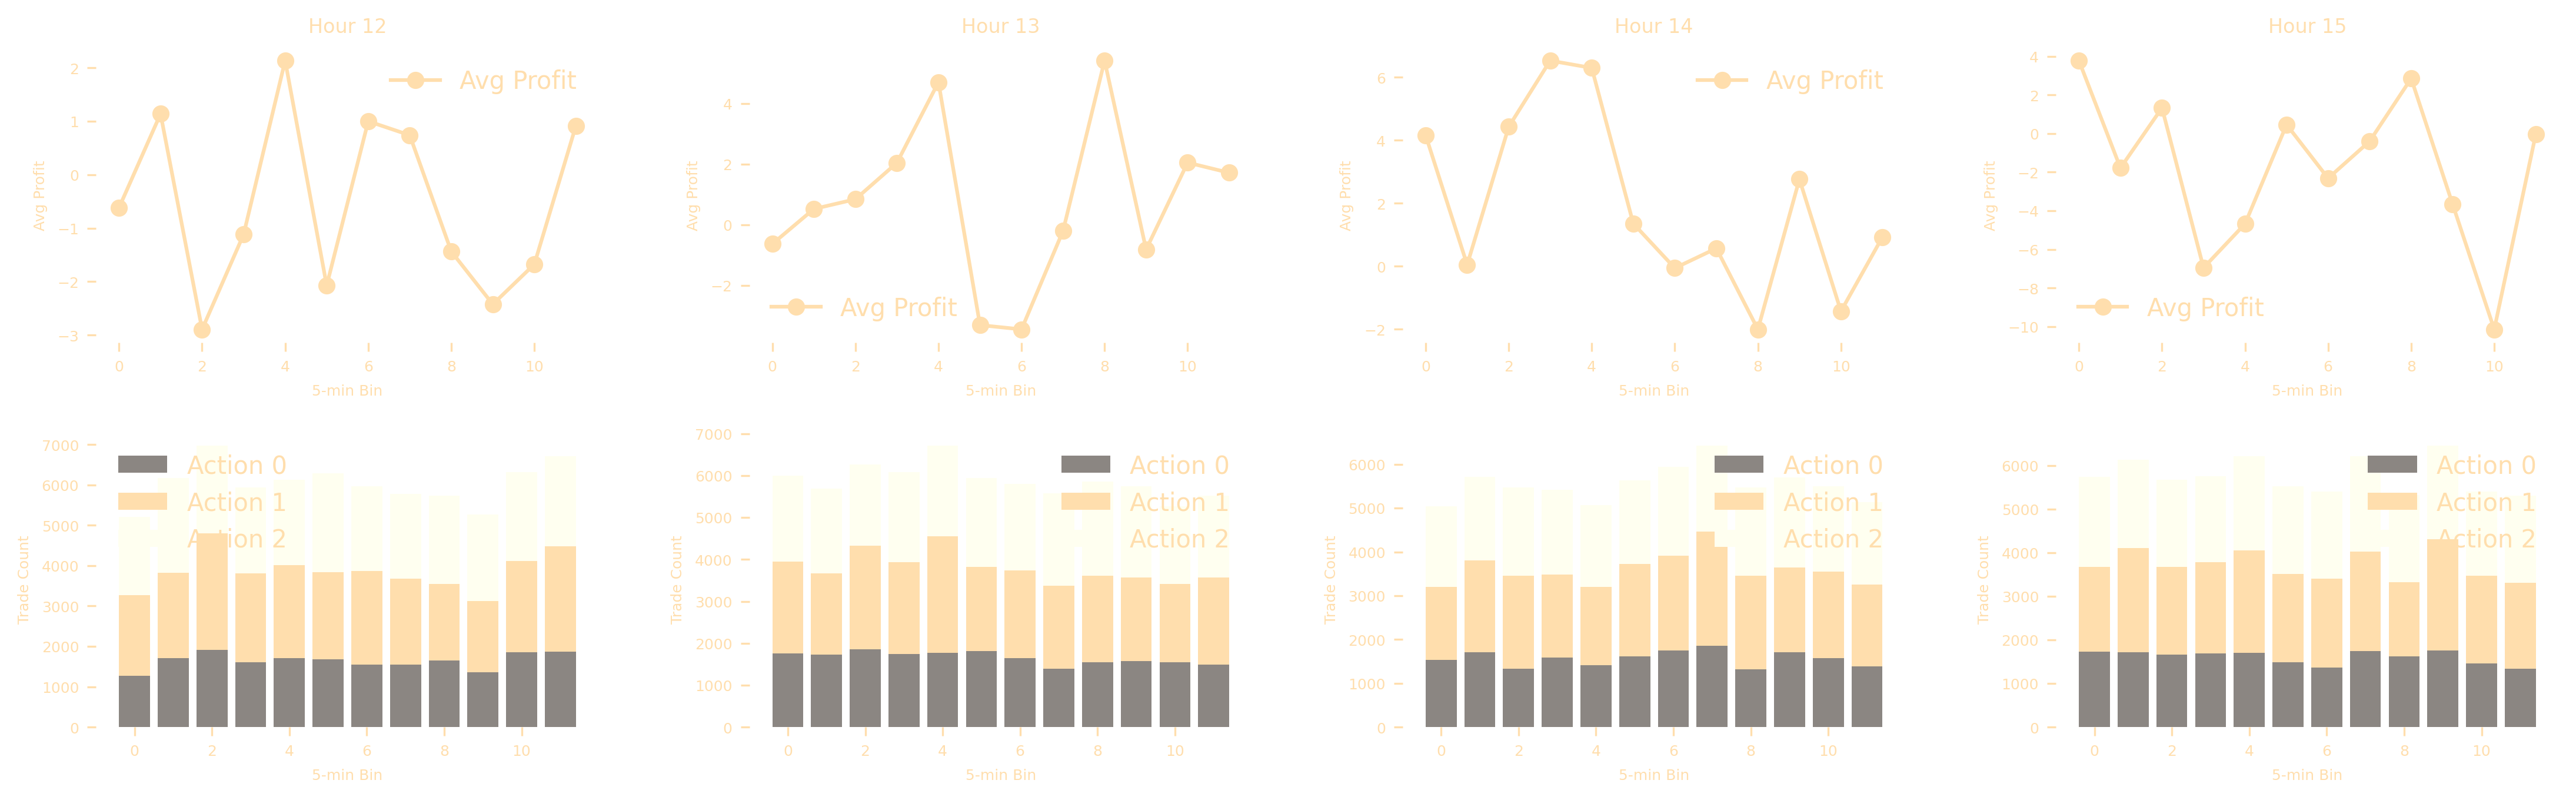 Hour 12
Avg Profit
2
1
0
−1
−2
−3
Avg Profit
0 2 4 6 8 10
5-min Bin
Hour 13
Avg Profit
4
2
0
−2
Avg Profit
0 2 4 6 8 10
5-min Bin
Hour 14
Avg Profit
6
4
2
0
−2
Avg Profit
0 2 4 6 8 10
5-min Bin
Hour 15
Avg Profit
4
2
0
−2
−4
−6
−8
−10
Avg Profit
0 2 4 6 8 10
5-min Bin
Trade Count
7000
6000
5000
4000
3000
2000
1000
0
Action 0
Action 1
Action 2
0 2 4 6 8 10
5-min Bin
Trade Count
7000
6000
5000
4000
3000
2000
1000
0
Action 0
Action 1
Action 2
0 2 4 6 8 10
5-min Bin
Trade Count
6000
5000
4000
3000
2000
1000
0
Action 0
Action 1
Action 2
0 2 4 6 8 10
5-min Bin
Trade Count
6000
5000
4000
3000
2000
1000
0
Action 0
Action 1
Action 2
0 2 4 6 8 10
5-min Bin